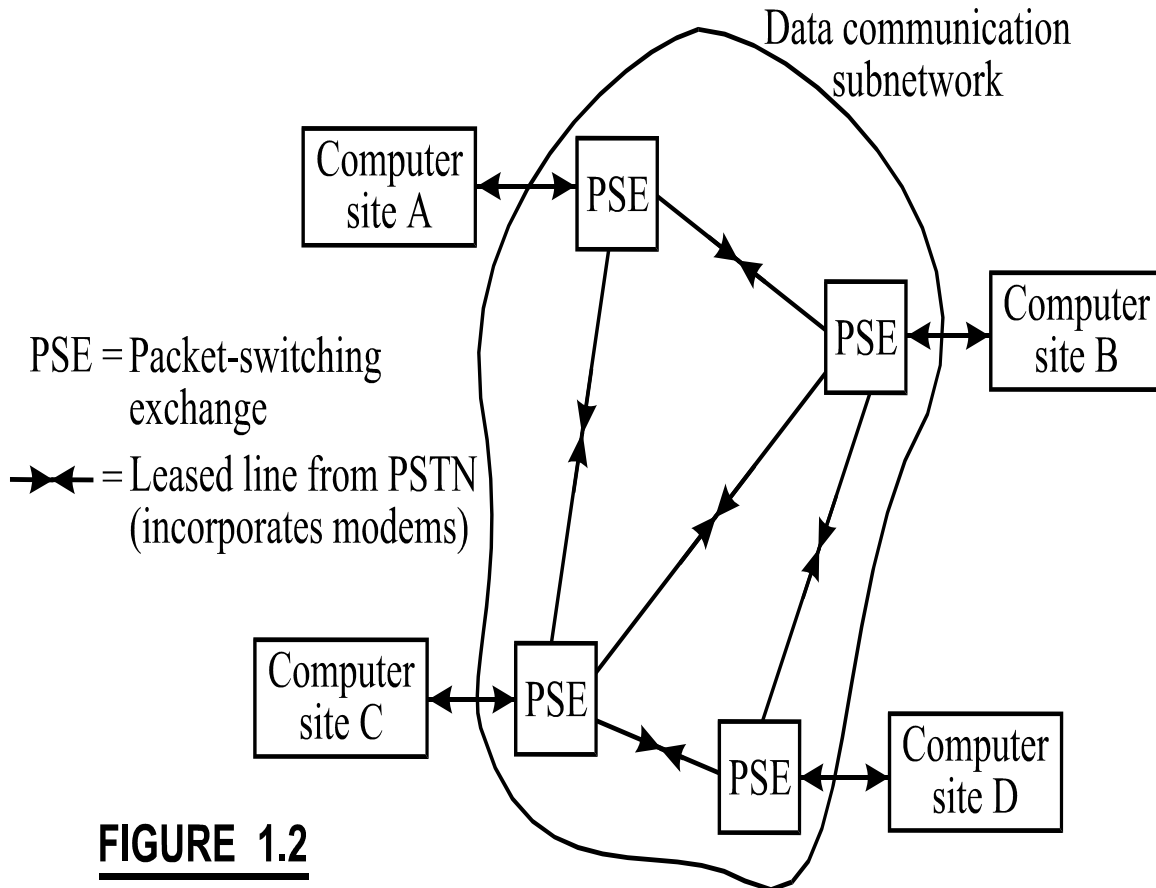 Data communication
subnetwork
Computer
site A
PSE
PSE
Computer
site B
PSE = Packet-switching
exchange
= Leased line from PSTN
(incorporates modems)
Computer
site C
PSE
PSE
Computer
site D
FIGURE 1.2